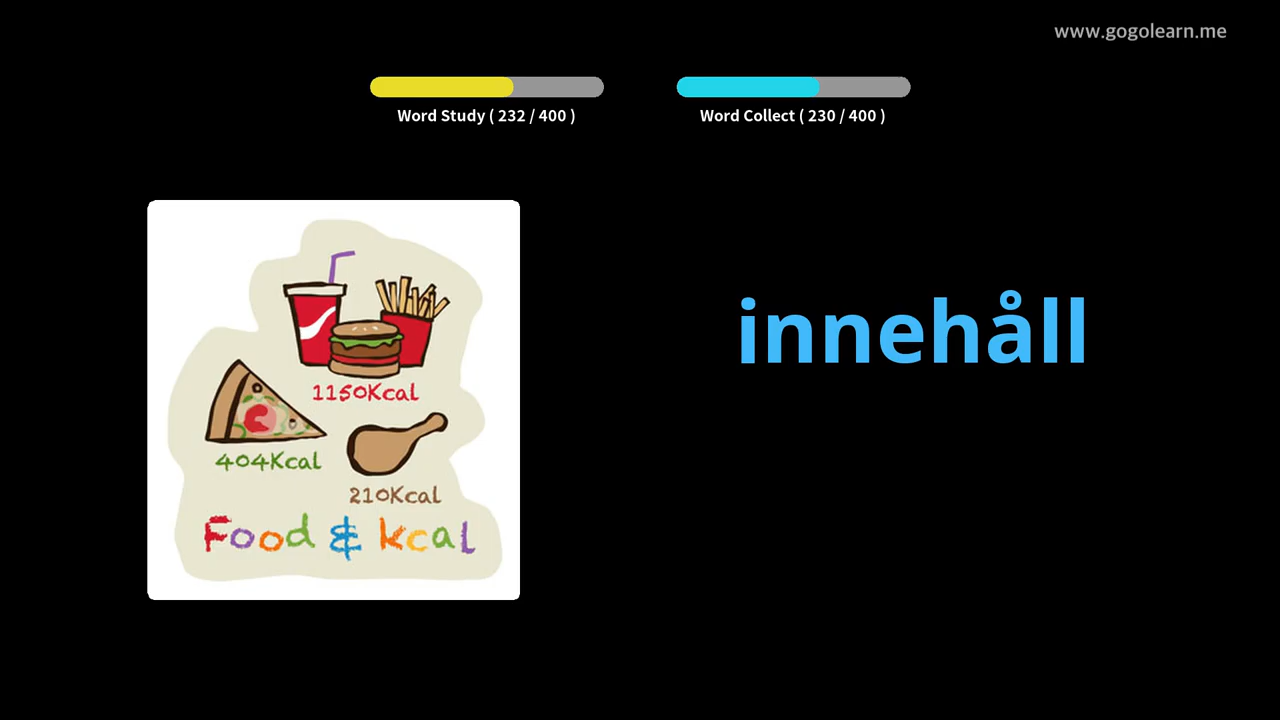 www.gogolearn.me
Word Study ( 232 / 400 )
Word Collect ( 230 / 400 )
innehåll
1150Kcal
404Kcal
210Kcal
Food & kcal